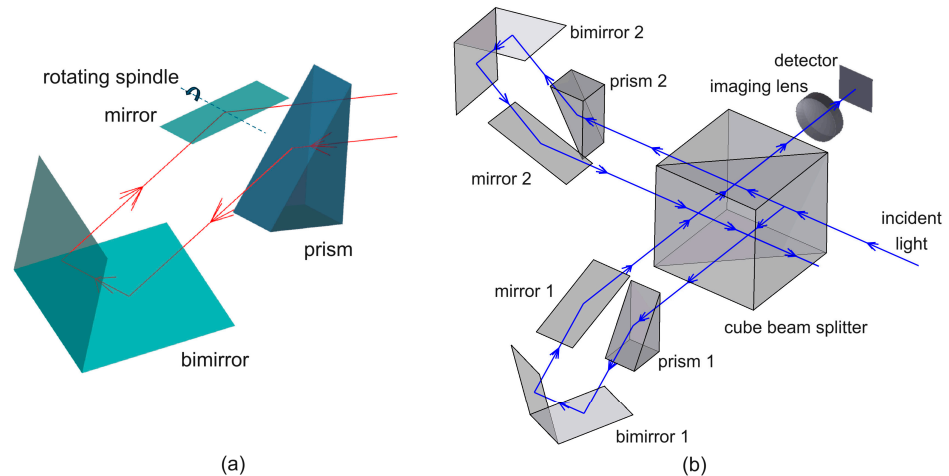 rotating spindle
mirror
prism
bimirror
(a)
bimirror 2
prism 2
mirror 2
detector
imaging lens
incident
light
mirror 1
cube beam splitter
prism 1
bimirror 1
(b)